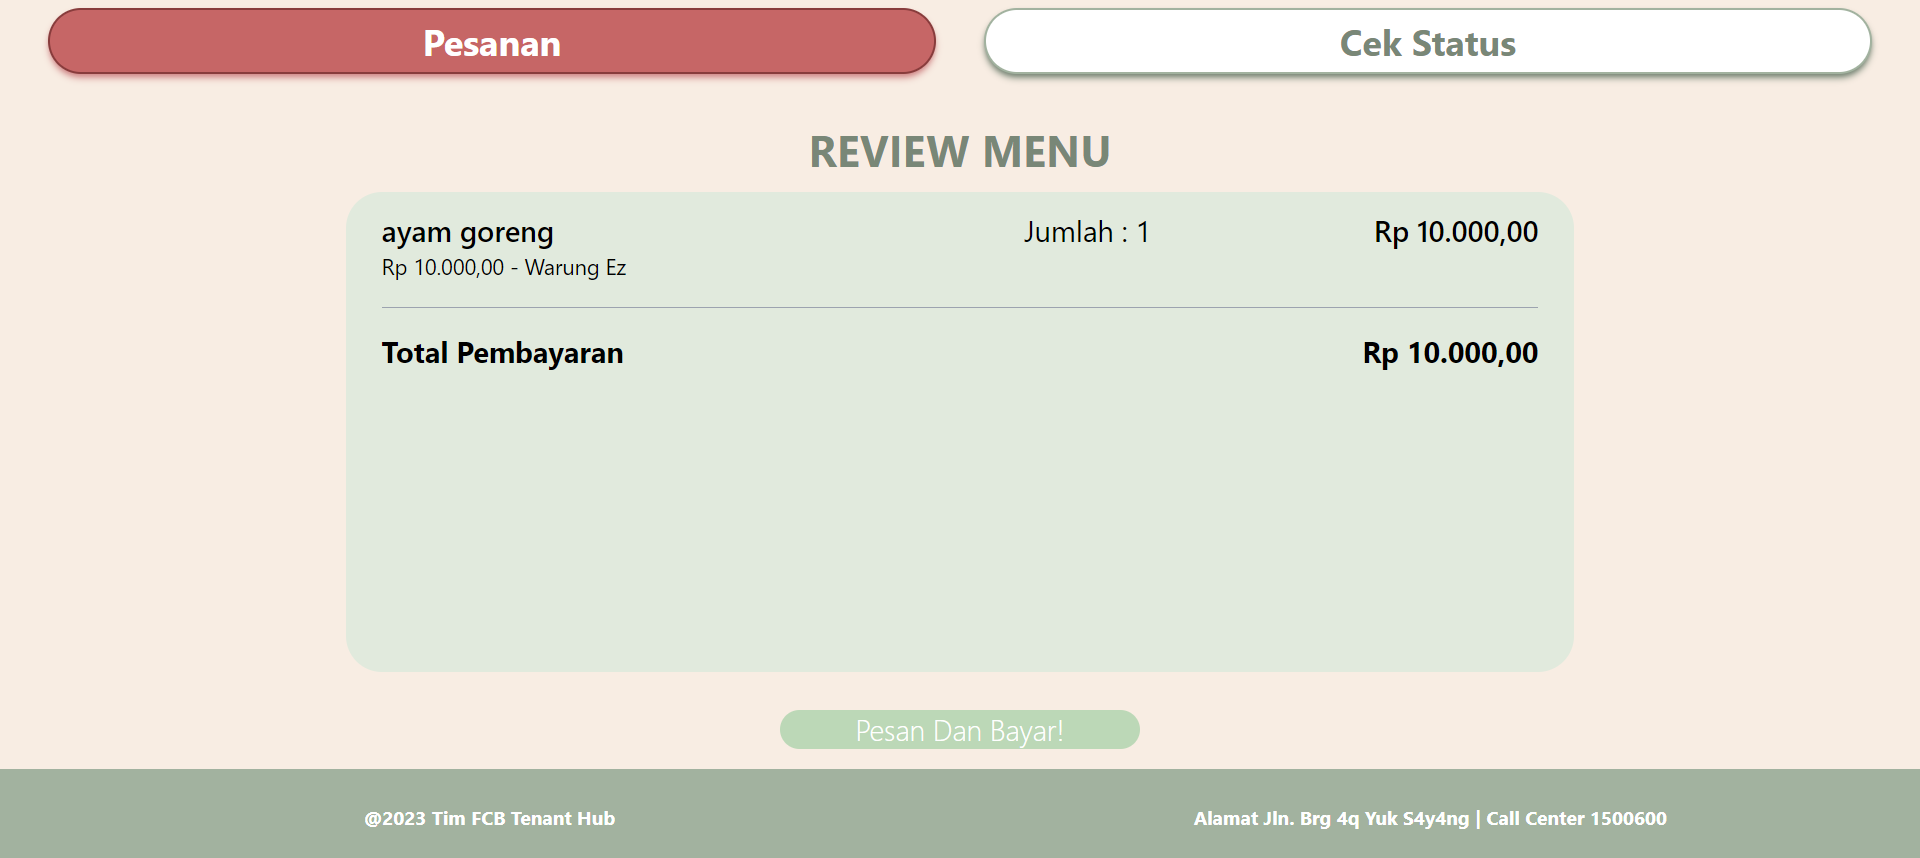 Pesanan
Cek Status
REVIEW MENU
ayam goreng
Jumlah : 1
Rp 10.000,00
Rp 10.000,00 - Warung Ez
Total Pembayaran
Rp 10.000,00
Pesan Dan Bayar!
@2023 Tim FCB Tenant Hub
Alamat Jln. Brg 4q Yuk S4y4ng | Call Center 1500600